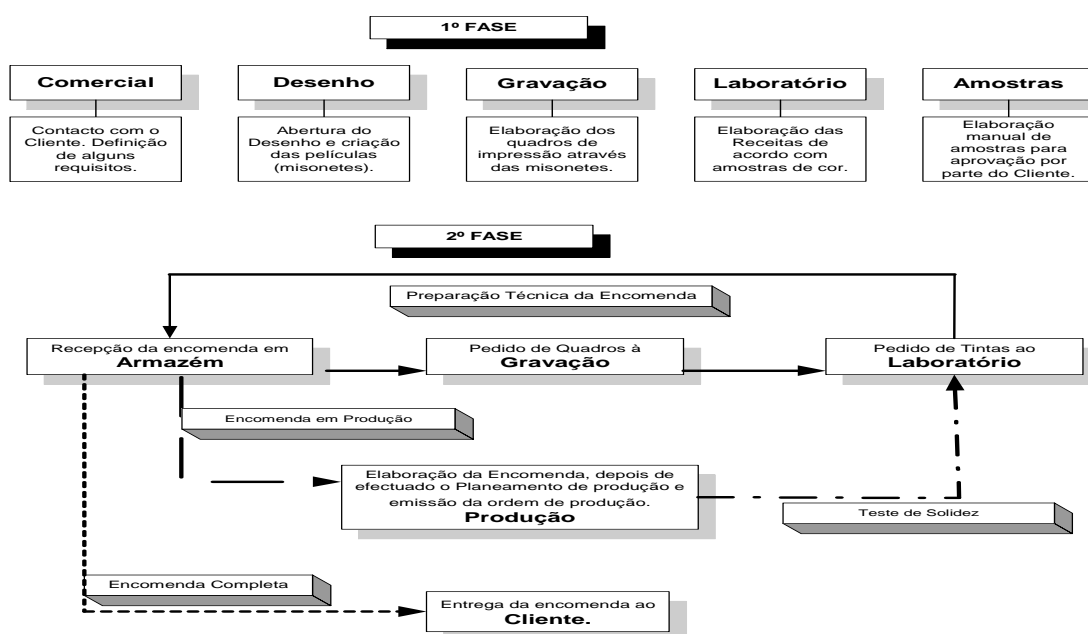 1º FASE
Comercial
Contacto com o
Cliente. Definição
de alguns
requisitos.
Desenho
Abertura do
Desenho e criação
das películas
(misonetes).
Gravação
Elaboração dos
quadros de
impressão através
das misonetes.
Laboratório
Elaboração das
Receitas de
acordo com
amostras de cor.
Amostras
Elaboração
manual de
amostras para
aprovação por
parte do Cliente.
2º FASE
Preparação Técnica da Encomenda
Recepção da encomenda em
Armazém
Pedido de Quadros à
Gravação
Pedido de Tintas ao
Laboratório
Encomenda em Produção
Elaboração da Encomenda, depois de
efectuado o Planeamento de produção e
emissão da ordem de produção.
Produção
Teste de Solidez
Encomenda Completa
Entrega da encomenda ao
Cliente.